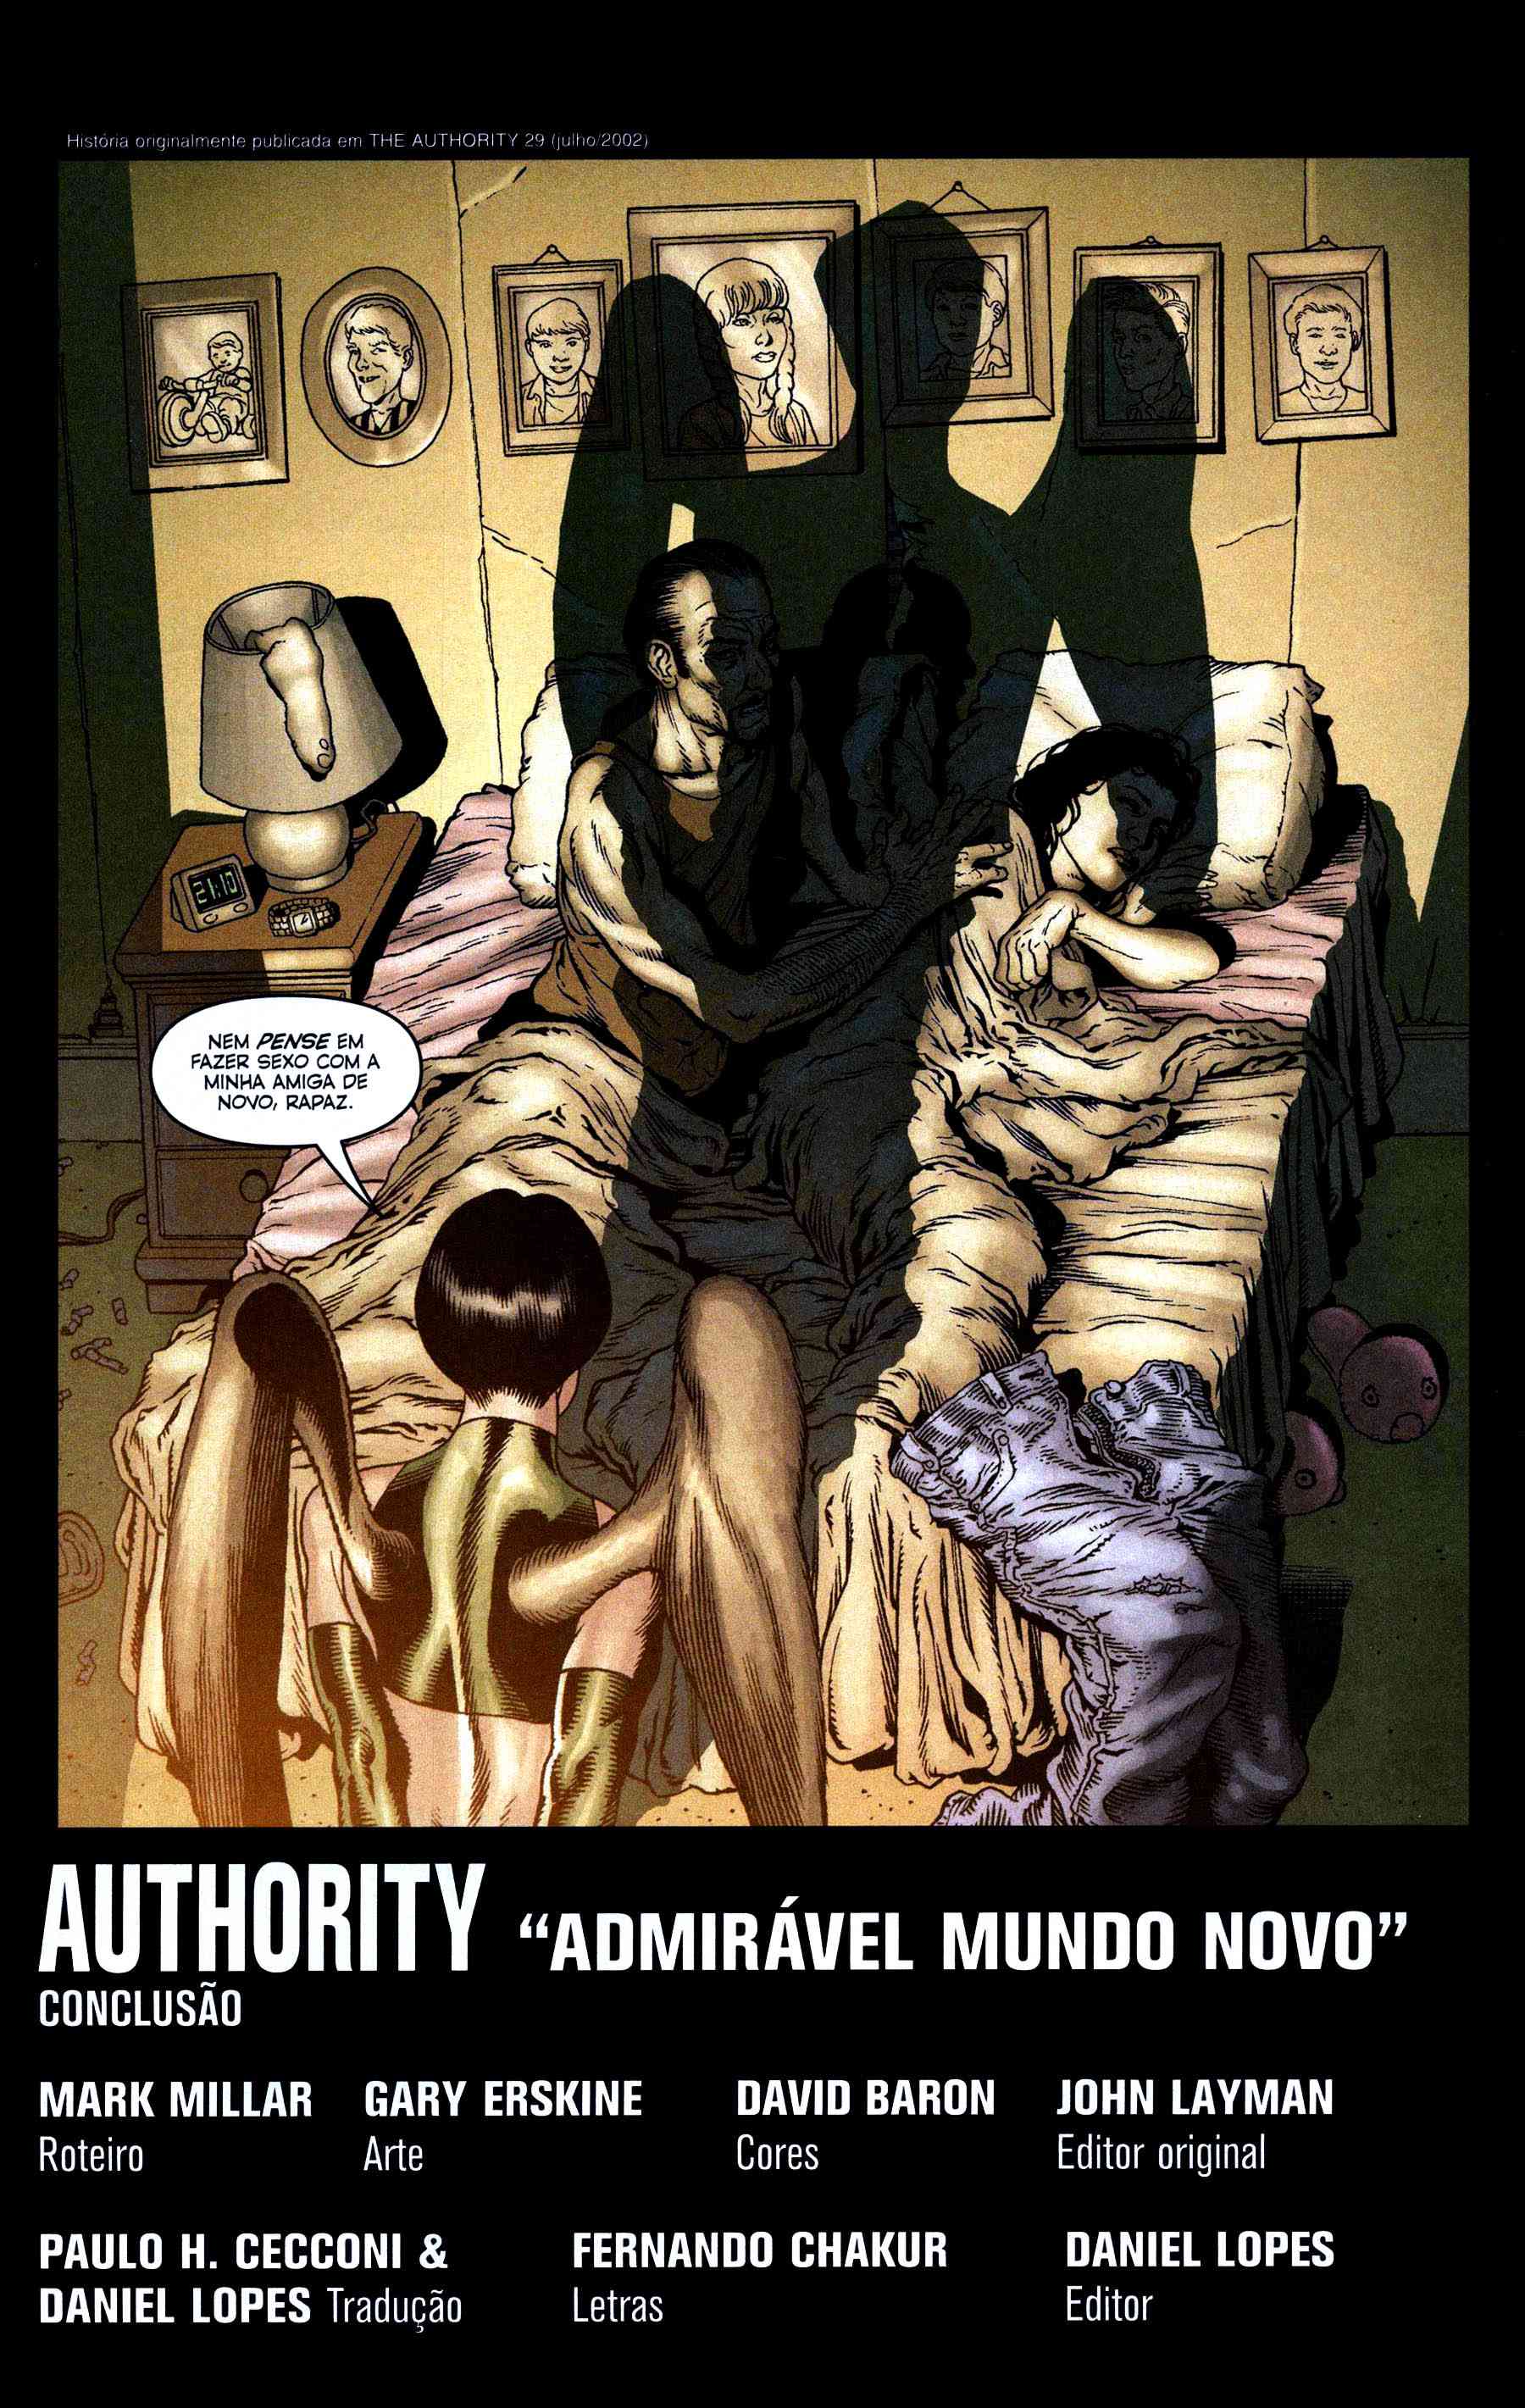 História originalmente publicada em THE AUTHORITY 29 (julho/2002)
21:10
NEM PENSE EM
FAZER SEXO COM A
MINHA AMIGA DE
NOVO, RAPAZ.
AUTHORITY "ADMIRÁVEL MUNDO NOVO"
CONCLUSÃO
MARK MILLAR
Roteiro
GARY ERSKINE
Arte
DAVID BARON
Cores
JOHN LAYMAN
Editor original
PAULO H. CECCONI &
DANIEL LOPES Tradução
FERNANDO CHAKUR
Letras
DANIEL LOPES
Editor